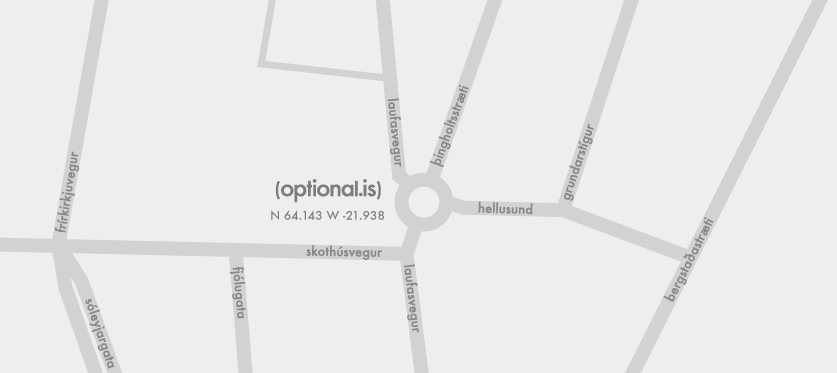 laufasvegur
þingholtsstræti
grundarstígur
fríkirkjuvegur
(optional.is)
N 64.143 W -21.938
hellusund
bergstaðastræti
skothúsvegur
fjólugata
laufasvegur
sóleyjargata